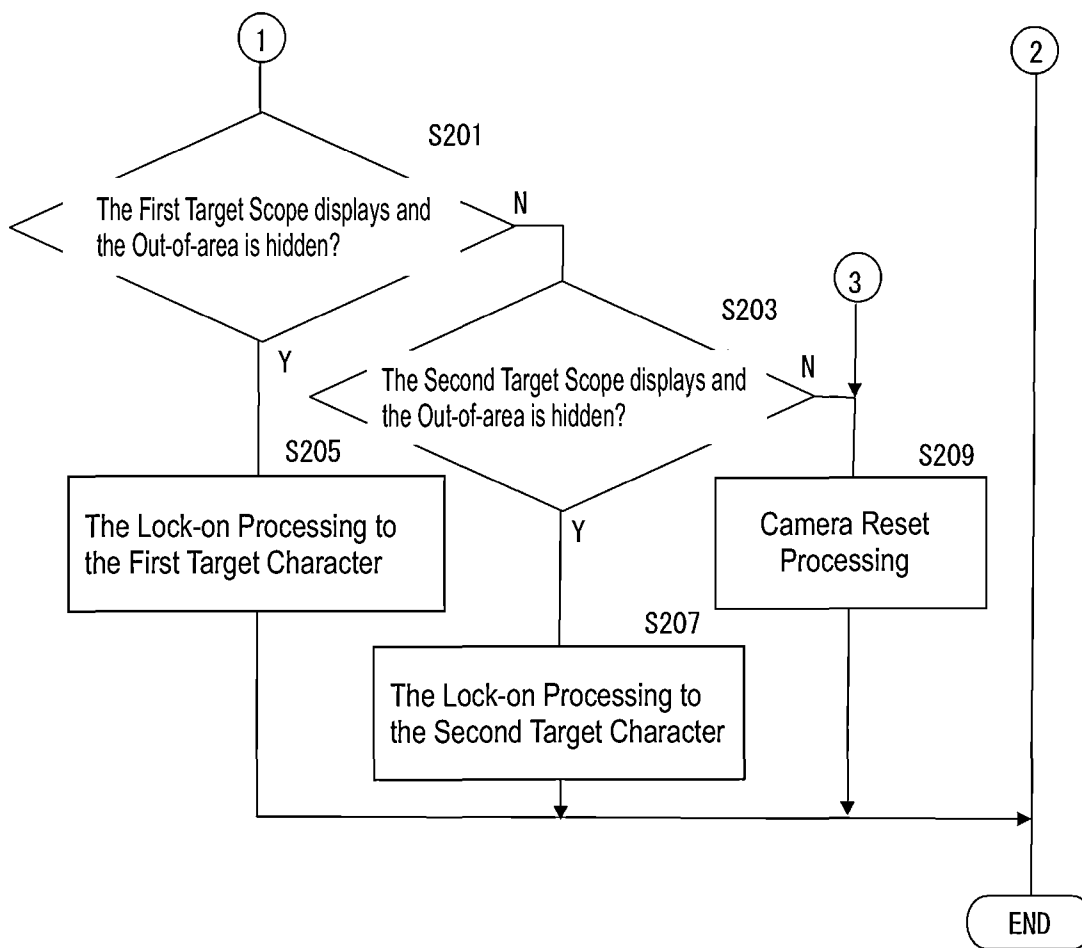 1
2
S201
The First Target Scope displays and
the Out-of-area is hidden?
N
3
S203
Y
N
The Second Target Scope displays and
the Out-of-area is hidden?
S205
S209
The Lock-on Processing to
the First Target Character
Camera Reset
Processing
Y
S207
The Lock-on Processing to
the Second Target Character
END